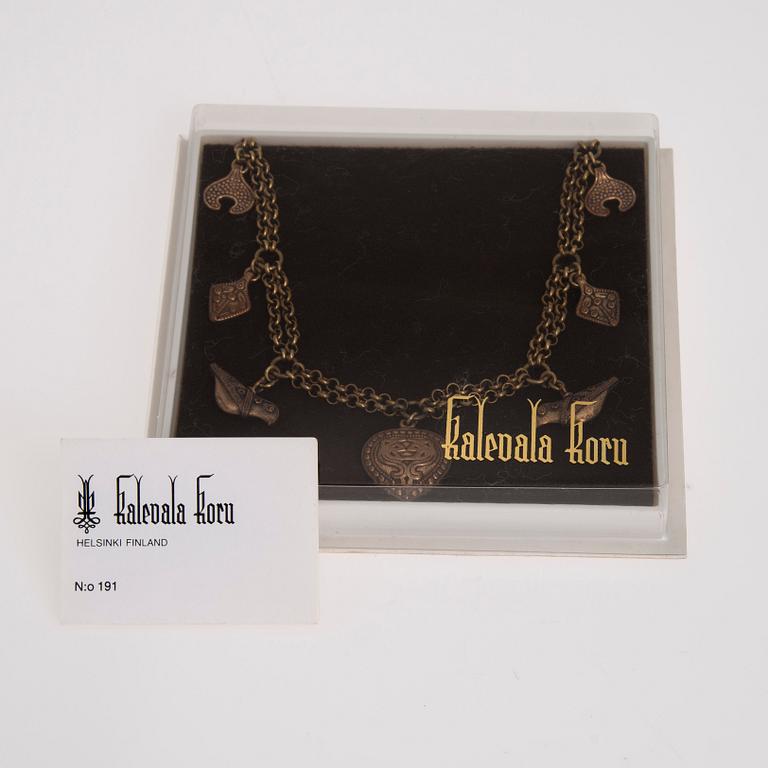 Kalevala Koru
Kalevala Koru
HELSINKI FINLAND
N:o 191